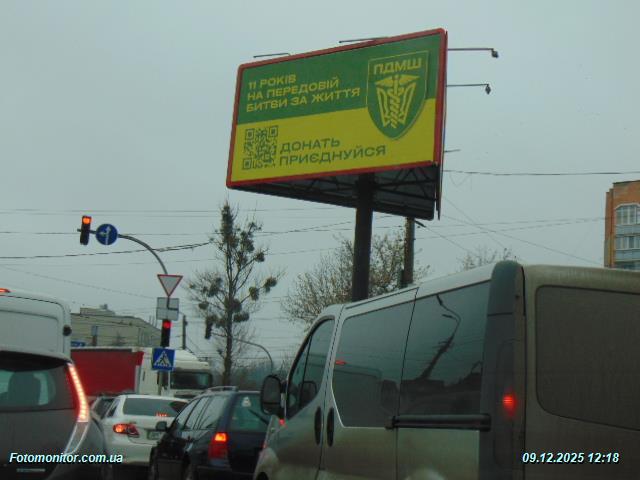 11 РОКІВ
НА ПЕРЕДОВІЙ
БИТВИ ЗА ЖИТТЯ
ПДМШ
ДОНАТЬ
ПРИЄДНУЙСЯ
Fotomonitor.com.ua
09.12.2025 12:18